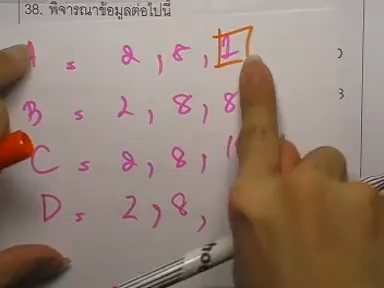 38. พิจารณาข้อมูลต่อไปนี้
A = 2, 8, 1
B = 2, 8, 8
C = 2, 8, 1
D = 2, 8,